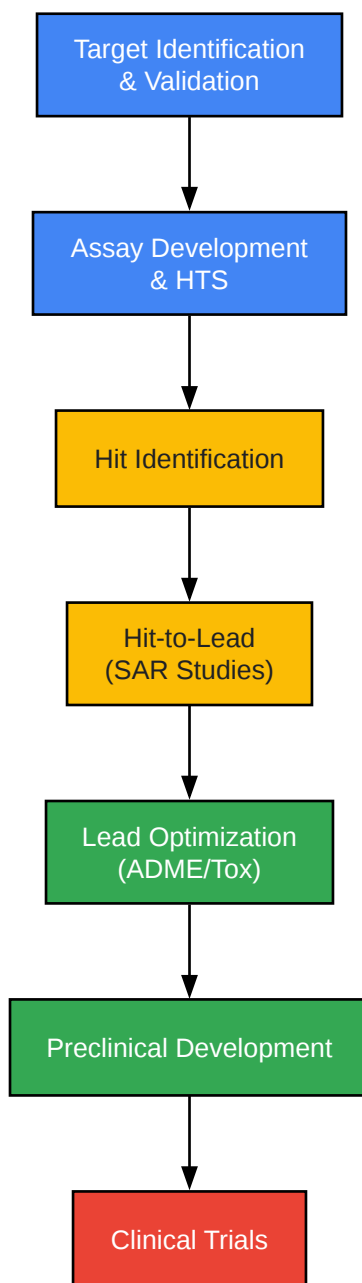 Target Identification
& Validation
Assay Development
& HTS
Hit Identification
Hit-to-Lead
(SAR Studies)
Lead Optimization
(ADME/Tox)
Preclinical Development
Clinical Trials